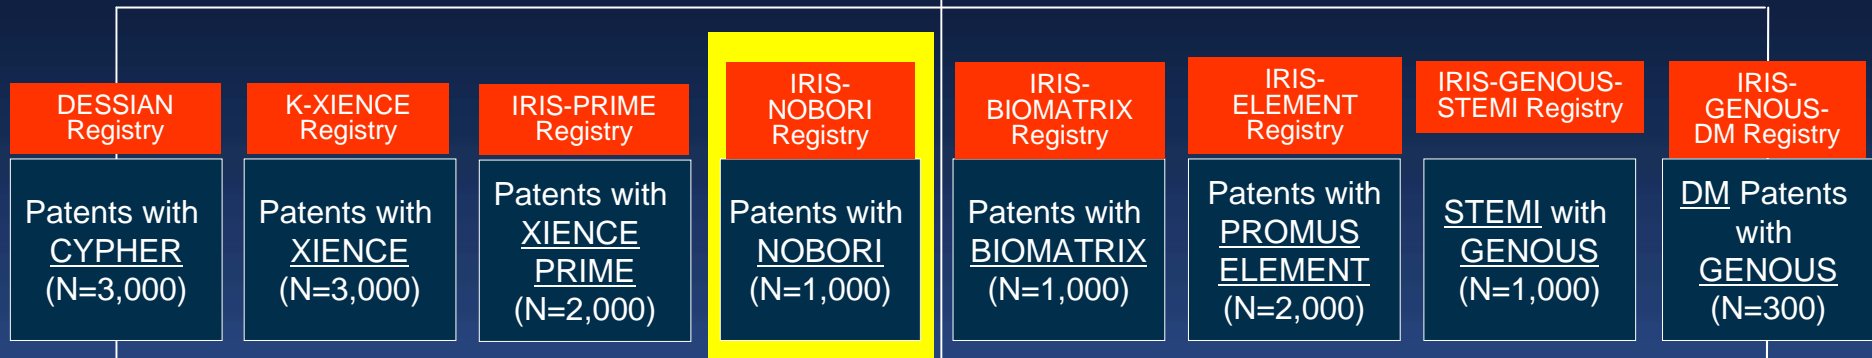 DESSIAN
Registry
Patents with
CYPHER
(N=3,000)
K-XIENCE
Registry
Patents with
XIENCE
(N=3,000)
IRIS-PRIME
Registry
Patents with
XIENCE
PRIME
(N=2,000)
IRIS-
NOBORI
Registry
Patents with
NOBORI
(N=1,000)
IRIS-
BIOMATRIX
Registry
Patents with
BIOMATRIX
(N=1,000)
IRIS-
ELEMENT
Registry
Patents with
PROMUS
ELEMENT
(N=2,000)
IRIS-GENOUS-
STEMI Registry
STEMI with
GENOUS
(N=1,000)
IRIS-
GENOUS-
DM Registry
DM Patents
with
GENOUS
(N=300)